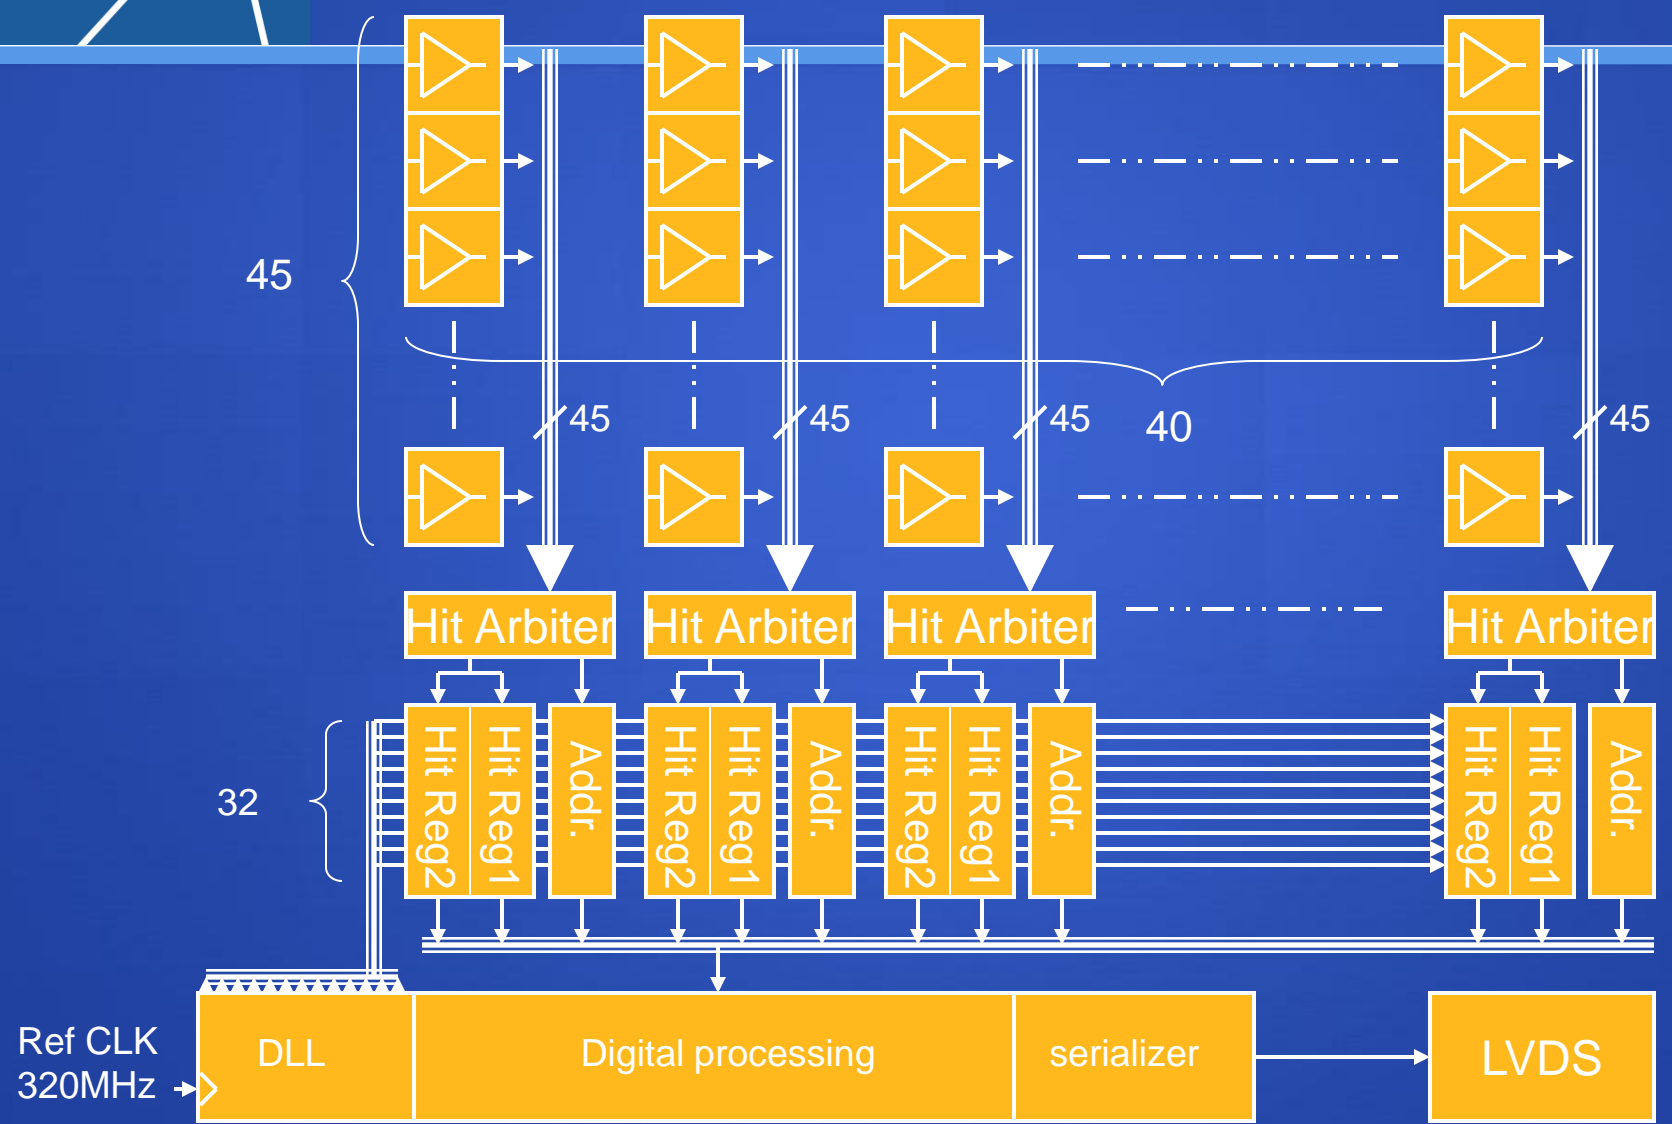 45
45
45
45
40
45
Hit Arbiter
Hit Arbiter
Hit Arbiter
Hit Arbiter
32
Hit Reg2
Hit Reg1
Addr.
Hit Reg2
Hit Reg1
Addr.
Hit Reg2
Hit Reg1
Addr.
Hit Reg2
Hit Reg1
Addr.
Ref CLK
320MHz
DLL
Digital processing
serializer
LVDS